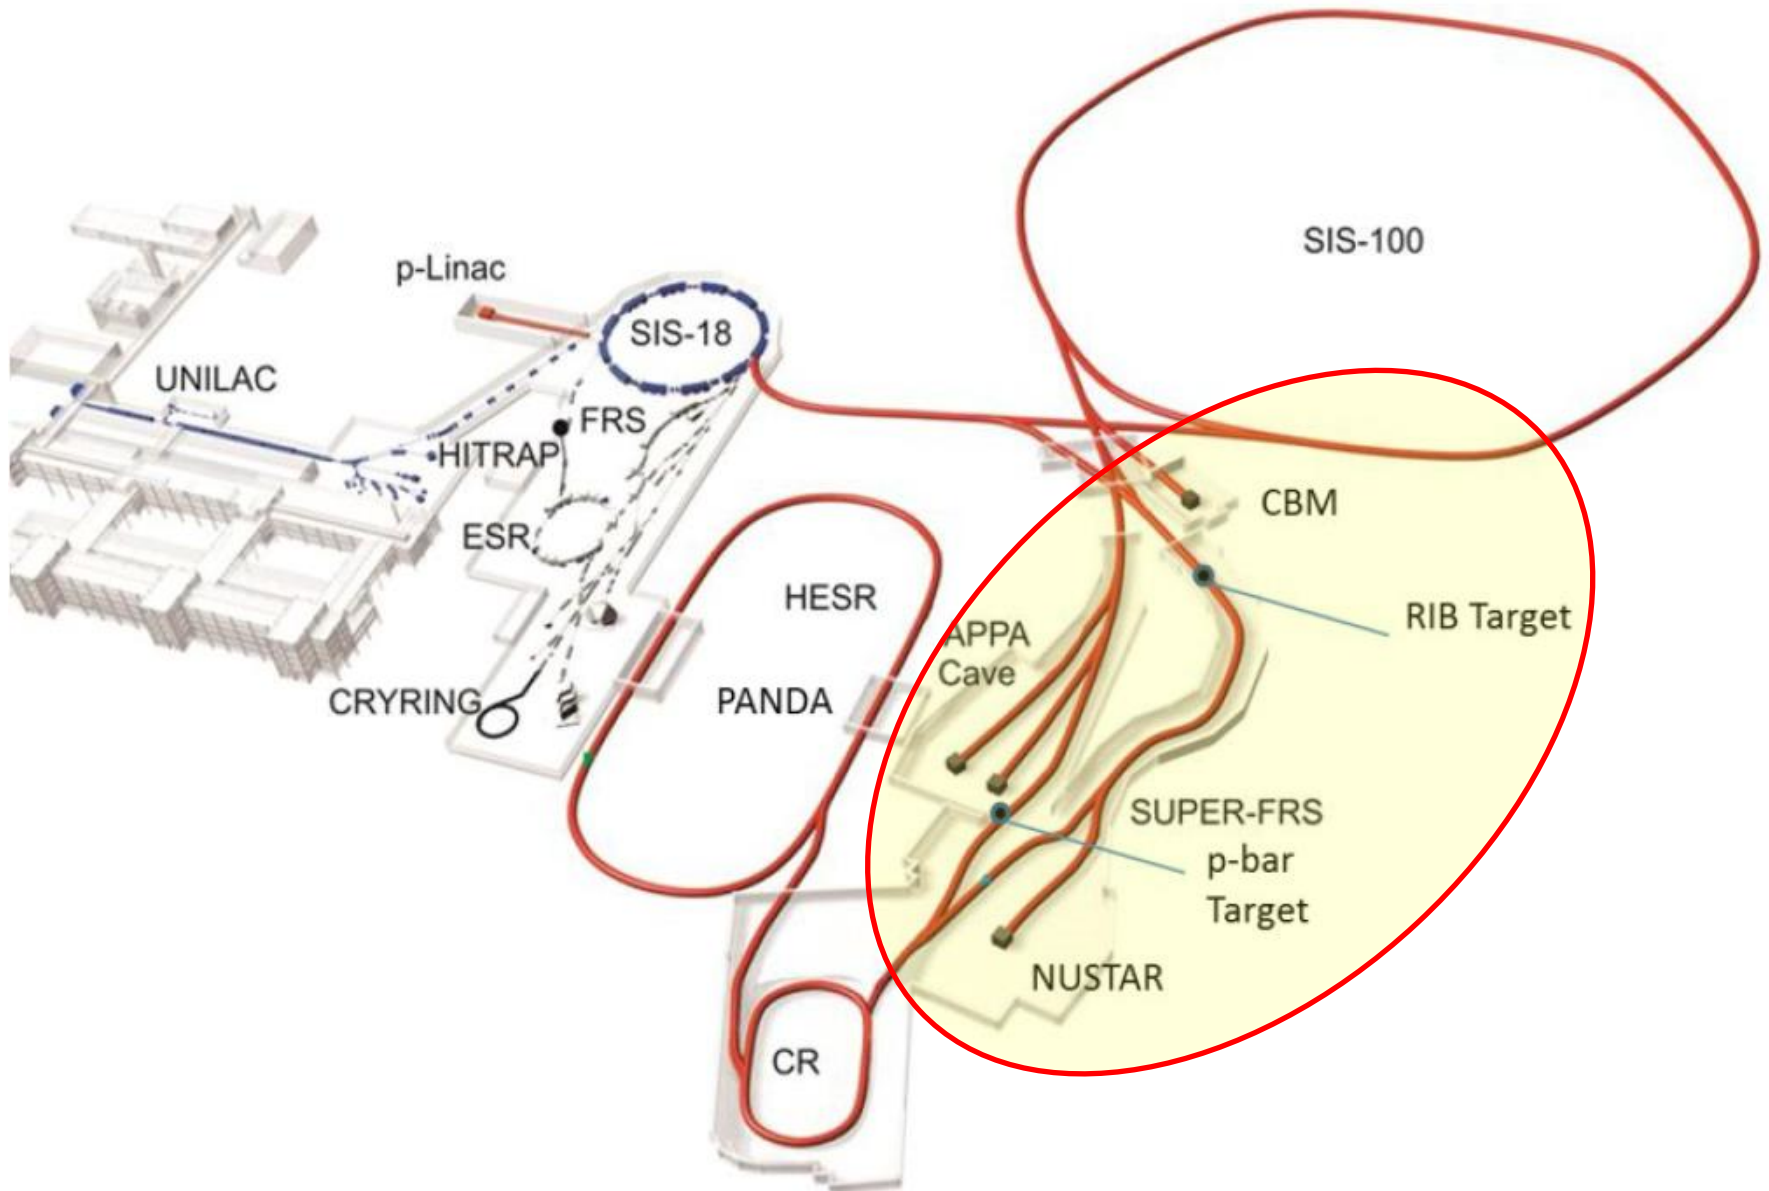 SIS-100
p-Linac
SIS-18
UNILAC
FRS
HITRAP
CBM
ESR
HESR
RIB Target
APPA
Cave
CRYRING
PANDA
SUPER-FRS
p-bar
Target
NUSTAR
CR